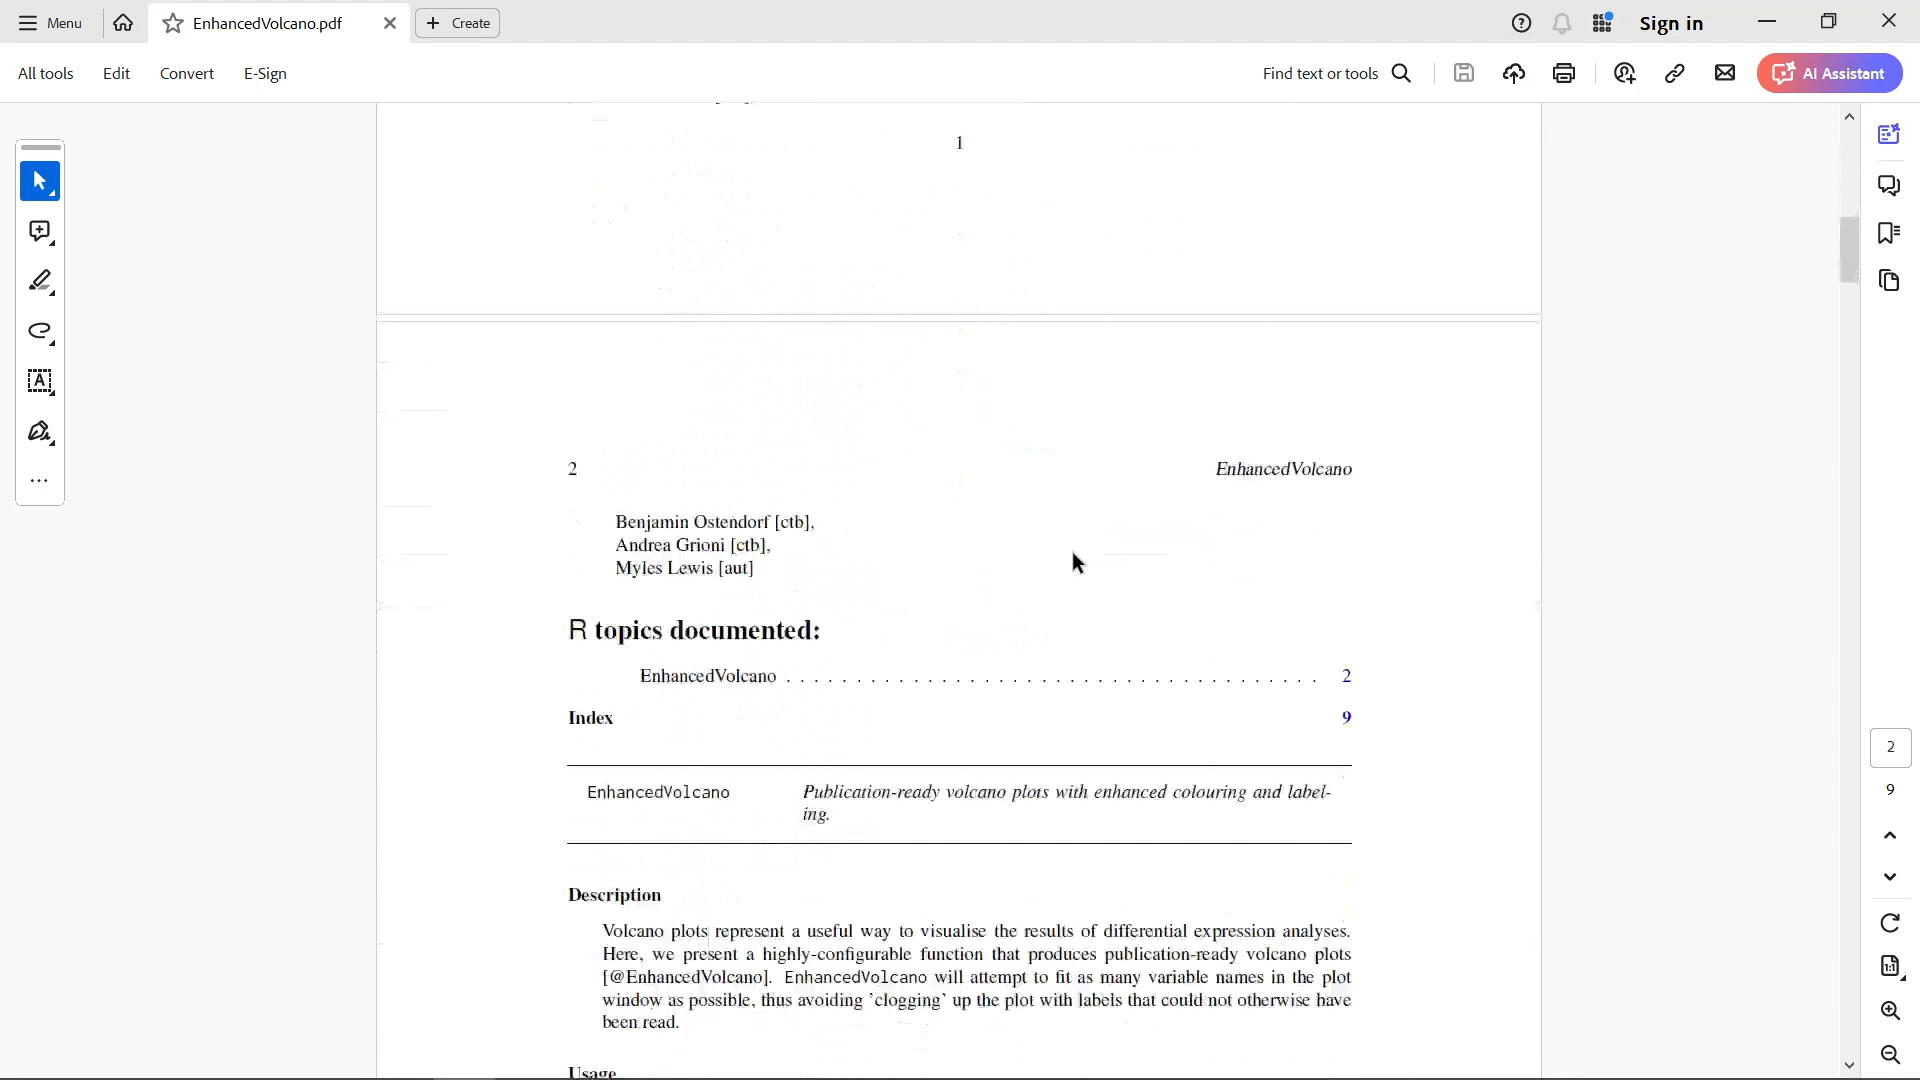 Menu
EnhancedVolcano.pdf
Create
Sign in
All tools
Edit
Convert
E-Sign
Find text or tools
AI Assistant
1
2
EnhancedVolcano
Benjamin Ostendorf [ctb],
Andrea Grioni [ctb],
Myles Lewis [aut]
R topics documented:
EnhancedVolcano . . . . . . . . . . . . . . . . . . . . . . . . . . . . . . . . . . . . . . 2
Index 9
EnhancedVolcano
Publication-ready volcano plots with enhanced colouring and label-
ing.
Description
Volcano plots represent a useful way to visualise the results of differential expression analyses.
Here, we present a highly-configurable function that produces publication-ready volcano plots
[@EnhancedVolcano]. EnhancedVolcano will attempt to fit as many variable names in the plot
window as possible, thus avoiding 'clogging' up the plot with labels that could not otherwise have
been read.
Usage
2
9